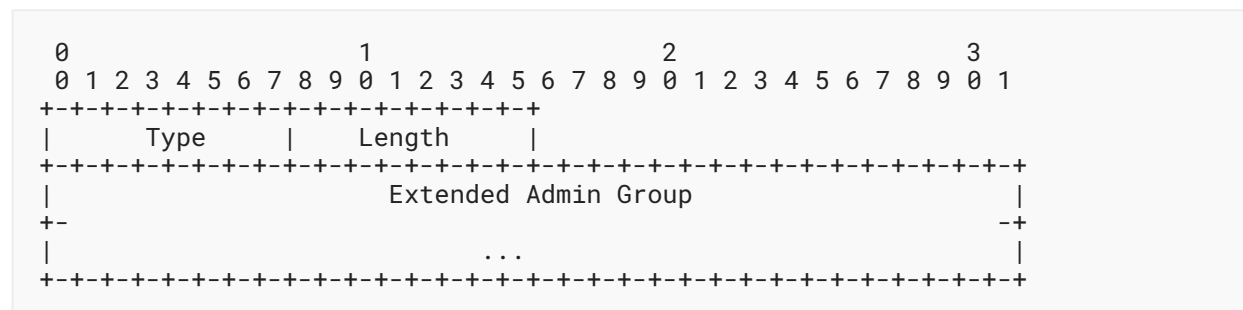 0                   1                   2                   3
 0 1 2 3 4 5 6 7 8 9 0 1 2 3 4 5 6 7 8 9 0 1 2 3 4 5 6 7 8 9 0 1
+-+-+-+-+-+-+-+-+-+-+-+-+-+-+-+-+
|      Type     |    Length     |
+-+-+-+-+-+-+-+-+-+-+-+-+-+-+-+-+-+-+-+-+-+-+-+-+-+-+-+-+-+-+-+-+
|                      Extended Admin Group                     |
+-                                                             -+
|                            ...                                |
+-+-+-+-+-+-+-+-+-+-+-+-+-+-+-+-+-+-+-+-+-+-+-+-+-+-+-+-+-+-+-+-+